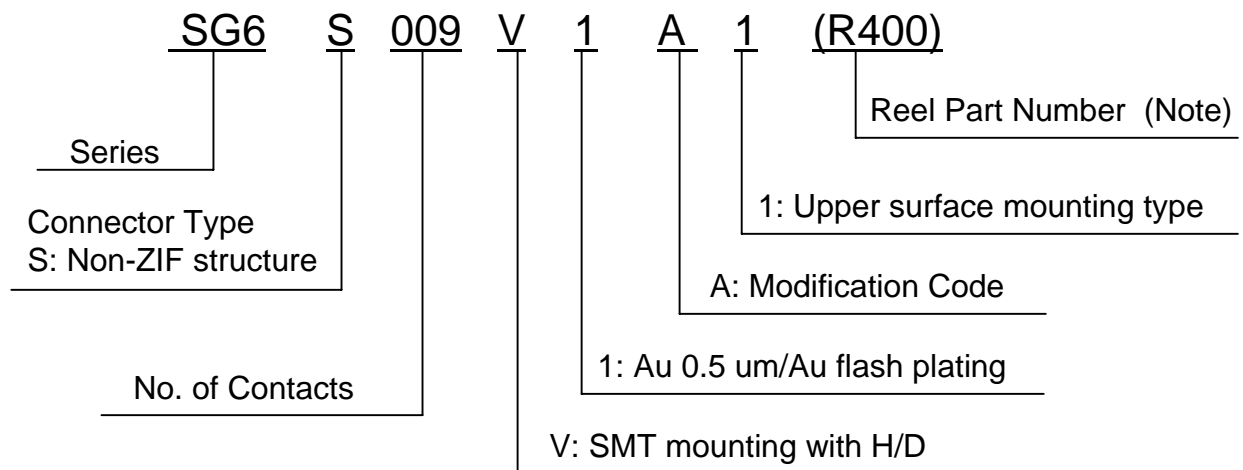 SG6 S 009 V 1 A 1 (R400)
Reel Part Number (Note)
Series
1: Upper surface mounting type
Connector Type
S: Non-ZIF structure
A: Modification Code
1: Au 0.5 um/Au flash plating
No. of Contacts
V: SMT mounting with H/D